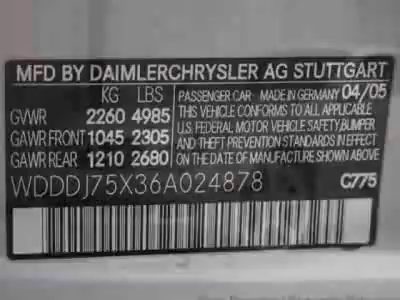 MFD BY DAIMLERCHRYSLER AG STUTTGART
KG LBS
GVWR 2260 4985
GAWR FRONT 1045 2305
GAWR REAR 1210 2680
PASSENGER CAR MADE IN GERMANY 04/05
THIS VEHICLE CONFORMS TO ALL APPLICABLE
U.S. FEDERAL MOTOR VEHICLE SAFETY, BUMPER
AND THEFT PREVENTION STANDARDS IN EFFECT
ON THE DATE OF MANUFACTURE SHOWN ABOVE.
WDDDJ75X36A024878
C775